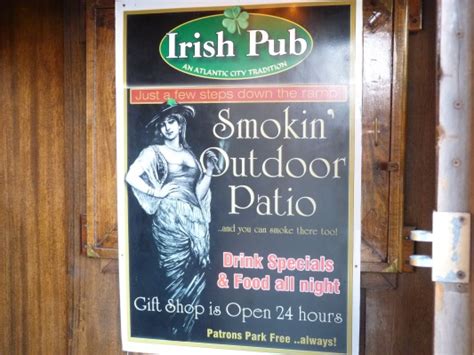 Irish Pub
AN ATLANTIC CITY TRADITION
Just a few steps down the ramp
Smokin'
Outdoor
Patio
..and you can smoke there too!
Drink Specials
& Food all night
Gift Shop is Open 24 hours
Patrons Park Free ..always!